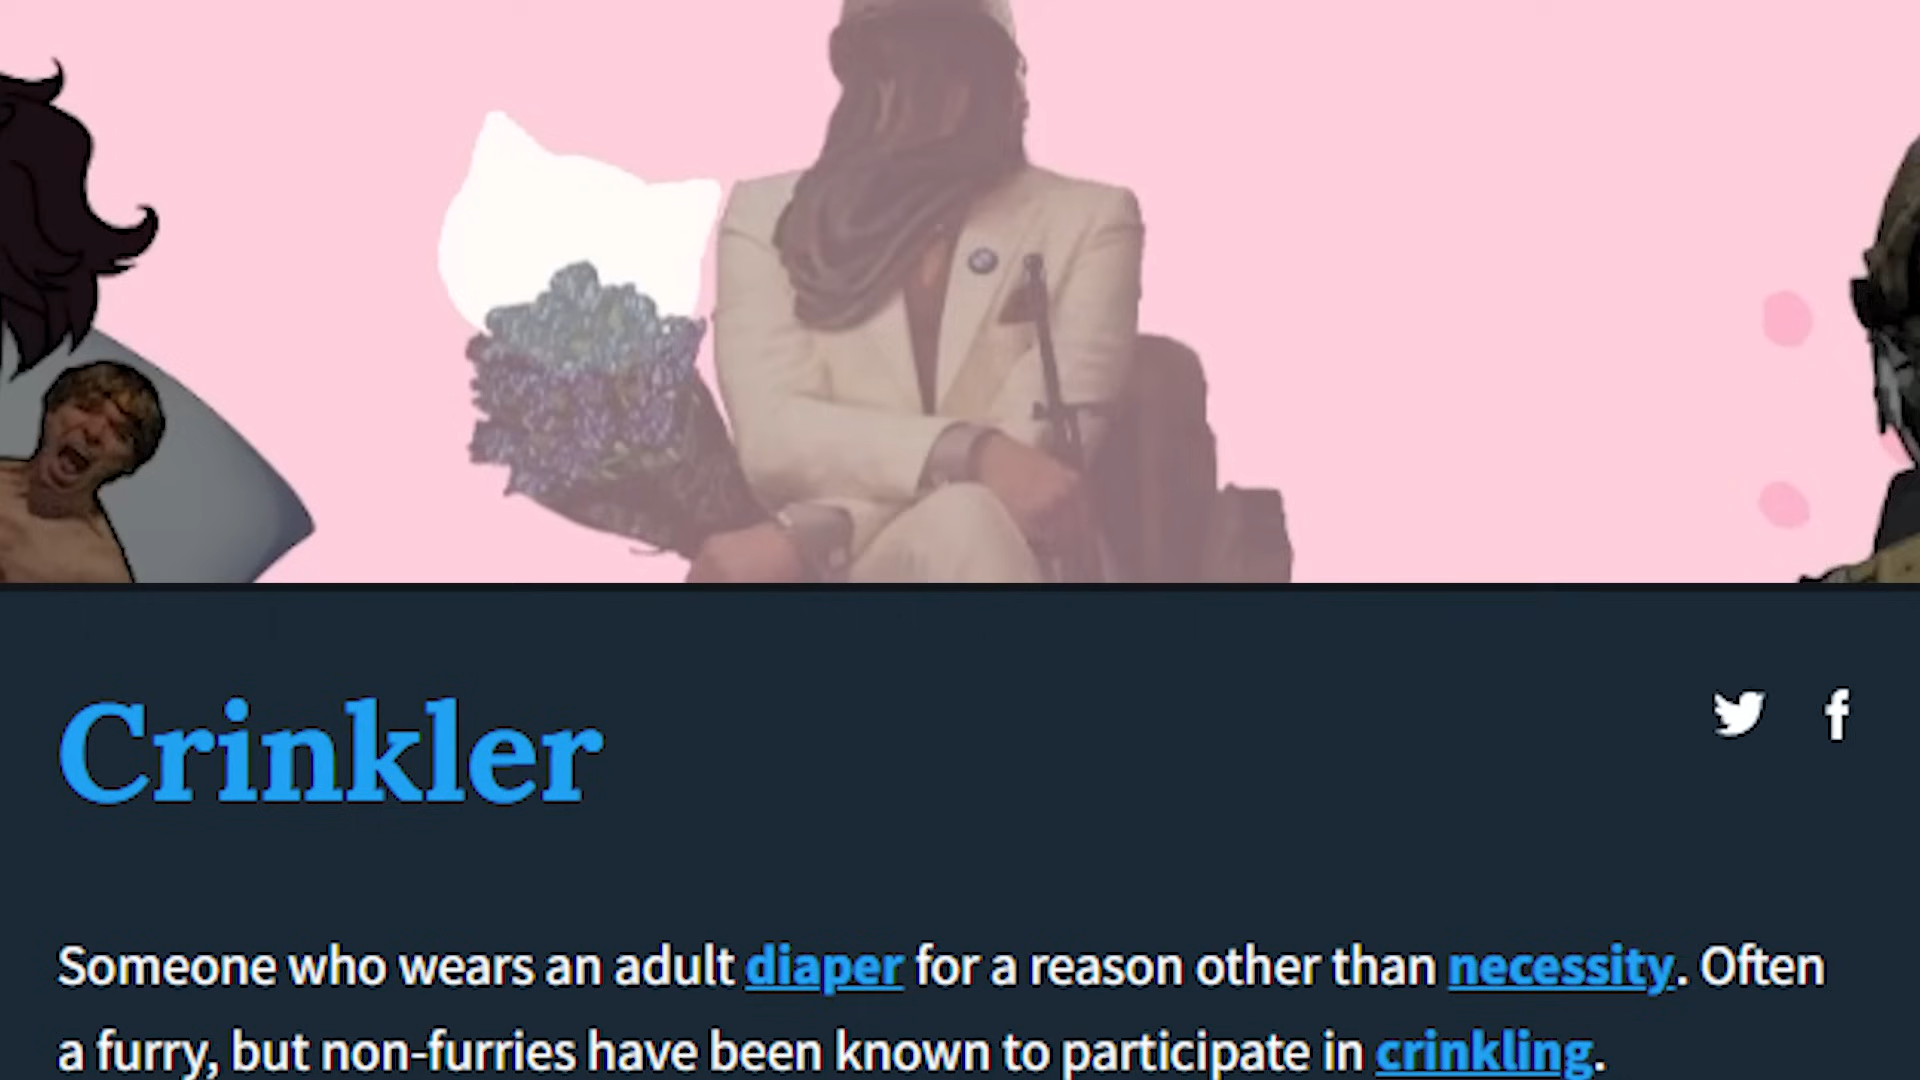 Crinkler
Someone who wears an adult diaper for a reason other than necessity. Often
a furry, but non-furries have been known to participate in crinkling.